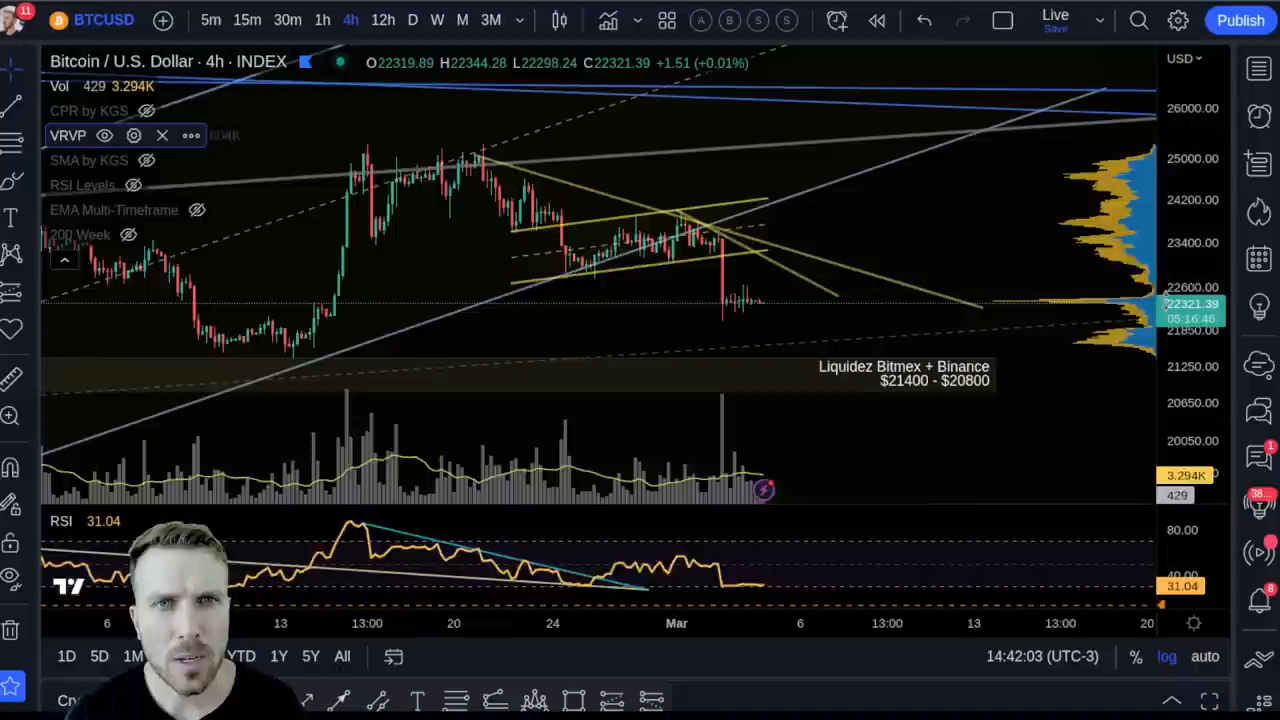 11
BTCUSD
5m 15m 30m 1h 4h 12h D W M 3M
A B S S
Live
Save
Publish
Bitcoin / U.S. Dollar · 4h · INDEX
O22319.89 H22344.28 L22298.24 C22321.39 +1.51 (+0.01%)
USD
Vol 429 3.294K
CPR by KGS
VRVP
SMA by KGS
RSI Levels
EMA Multi-Timeframe
200 Week
26000.00
25000.00
24200.00
23400.00
22600.00
22321.39
05:16:46
21850.00
21250.00
20650.00
20050.00
Liquidez Bitmex + Binance
$21400 - $20800
3.294K
429
1
38...
8
RSI 31.04
80.00
40.00
31.04
6 13 13:00 20 24 Mar 6 13:00 13 13:00 20
1D 5D 1M YTD 1Y 5Y All
14:42:03 (UTC-3) % log auto